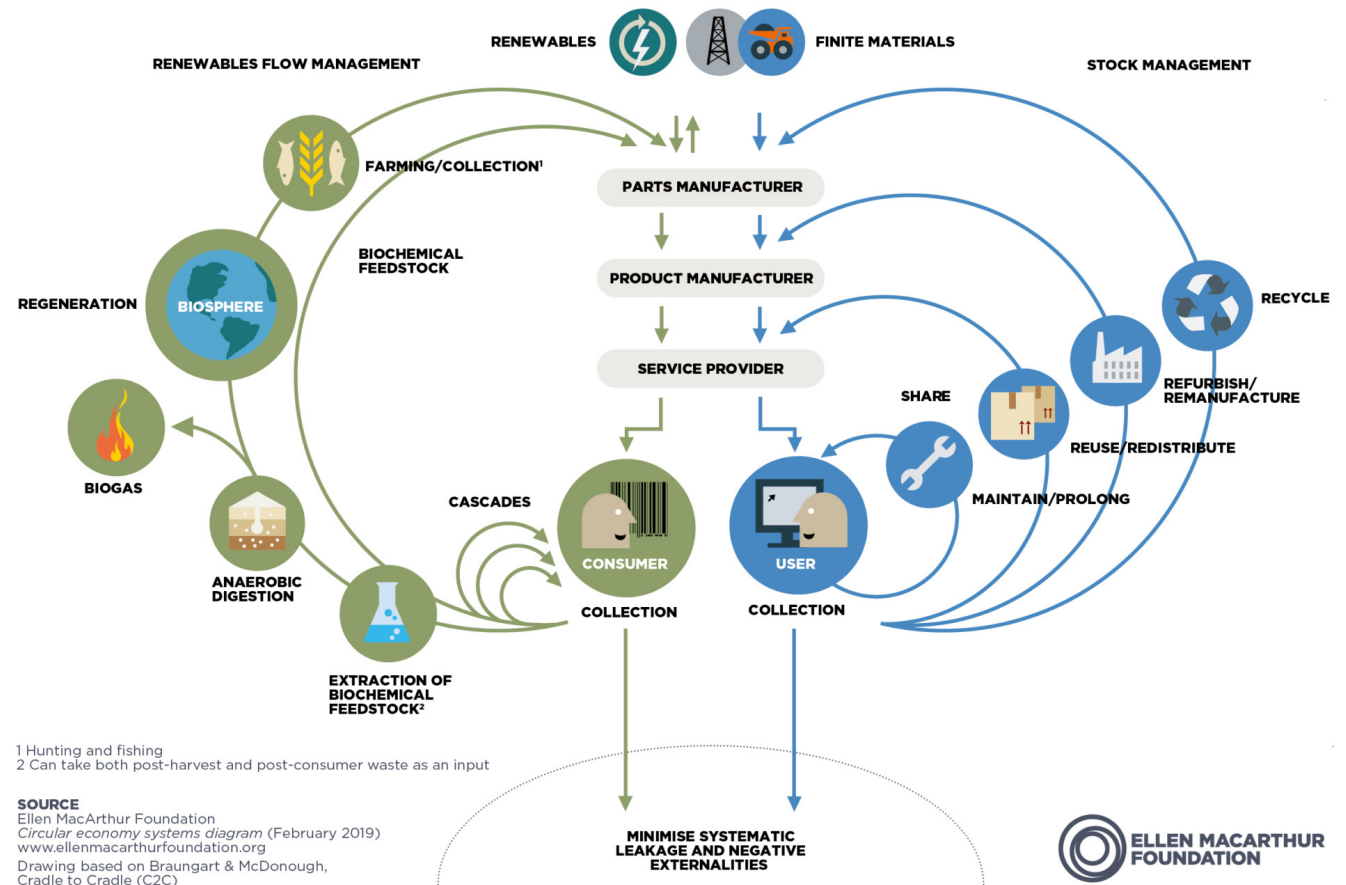 RENEWABLES
FINITE MATERIALS
RENEWABLES FLOW MANAGEMENT
STOCK MANAGEMENT
FARMING/COLLECTION¹
PARTS MANUFACTURER
BIOCHEMICAL
FEEDSTOCK
PRODUCT MANUFACTURER
REGENERATION
BIOSPHERE
RECYCLE
SERVICE PROVIDER
SHARE
REFURBISH/
REMANUFACTURE
REUSE/REDISTRIBUTE
BIOGAS
CASCADES
MAINTAIN/PROLONG
CONSUMER
USER
ANAEROBIC
DIGESTION
COLLECTION
COLLECTION
EXTRACTION OF
BIOCHEMICAL
FEEDSTOCK²
1 Hunting and fishing
2 Can take both post-harvest and post-consumer waste as an input
SOURCE
Ellen MacArthur Foundation
Circular economy systems diagram (February 2019)
www.ellenmacarthurfoundation.org
Drawing based on Braungart & McDonough,
Cradle to Cradle (C2C)
MINIMISE SYSTEMATIC
LEAKAGE AND NEGATIVE
EXTERNALITIES
ELLEN MACARTHUR
FOUNDATION